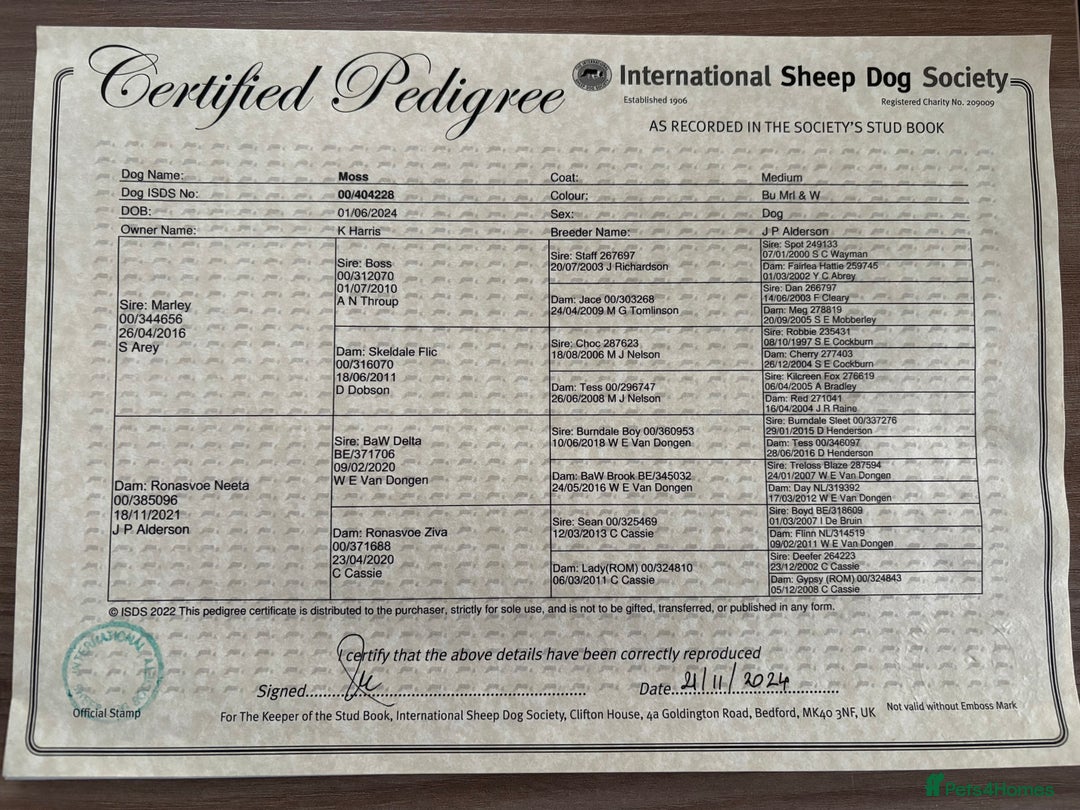 Certified Pedigree
International Sheep Dog Society
Established 1906
Registered Charity No. 209009
AS RECORDED IN THE SOCIETY'S STUD BOOK
Dog Name: Moss Coat: Medium
Dog ISDS No: 00/404228 Colour: Bu Mrl & W
DOB: 01/06/2024 Sex: Dog
Owner Name: K Harris Breeder Name: J P Alderson
Sire: Marley
00/344656
26/04/2016
S Arey
Dam: Ronasvoe Neeta
00/385096
18/11/2021
J P Alderson
Sire: Boss
00/312070
01/07/2010
A N Throup
Dam: Skeldale Flic
00/316070
18/06/2011
D Dobson
Sire: BaW Delta
BE/371706
09/02/2020
W E Van Dongen
Dam: Ronasvoe Ziva
00/371688
23/04/2020
C Cassie
Sire: Staff 267697
20/07/2003 J Richardson
Dam: Jace 00/303268
24/04/2009 M G Tomlinson
Sire: Choc 287623
18/08/2006 M J Nelson
Dam: Tess 00/296747
26/06/2008 M J Nelson
Sire: Burndale Boy 00/360953
10/06/2018 W E Van Dongen
Dam: BaW Brook BE/345032
24/05/2016 W E Van Dongen
Sire: Sean 00/325469
12/03/2013 C Cassie
Dam: Lady(ROM) 00/324810
06/03/2011 C Cassie
Sire: Spot 249133
07/01/2000 S C Wayman
Dam: Fairlea Hattie 259745
01/03/2002 Y C Abrey
Sire: Dan 266797
14/06/2003 F Cleary
Dam: Meg 278819
20/09/2005 S E Mobberley
Sire: Robbie 235431
08/10/1997 S E Cockburn
Dam: Cherry 277403
26/12/2004 S E Cockburn
Sire: Kilcreen Fox 276619
06/04/2005 A Bradley
Dam: Red 271041
16/04/2004 J R Raine
Sire: Burndale Sleet 00/337276
29/01/2015 D Henderson
Dam: Tess 00/346097
28/06/2016 D Henderson
Sire: Treloss Blaze 287594
24/01/2007 W E Van Dongen
Dam: Day NL/319392
17/03/2012 W E Van Dongen
Sire: Boyd BE/318609
01/03/2007 I De Bruin
Dam: Flinn NL/314519
09/02/2011 W E Van Dongen
Sire: Deefer 264223
23/12/2002 C Cassie
Dam: Gypsy (ROM) 00/324843
05/12/2008 C Cassie
© ISDS 2022 This pedigree certificate is distributed to the purchaser, strictly for sole use, and is not to be gifted, transferred, or published in any form.
I certify that the above details have been correctly reproduced
Signed
Date 21/11/2024
Official Stamp
For The Keeper of the Stud Book, International Sheep Dog Society, Clifton House, 4a Goldington Road, Bedford, MK40 3NF, UK
Not valid without Emboss Mark
Pets4Homes